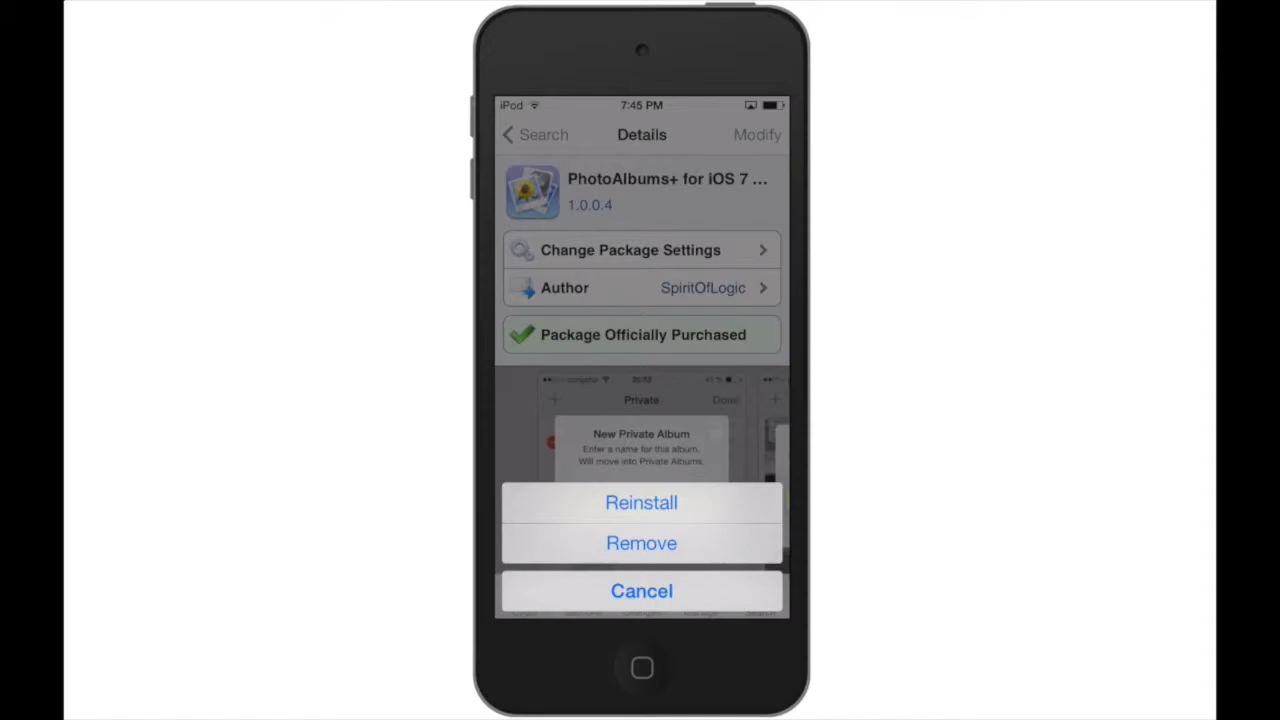 iPod 7:45 PM
Search Details Modify
PhotoAlbums+ for iOS 7 ...
1.0.0.4
Change Package Settings
Author SpiritOfLogic
Package Officially Purchased
Private Done
New Private Album
Enter a name for this album.
Will move into Private Albums.
Reinstall
Remove
Cancel